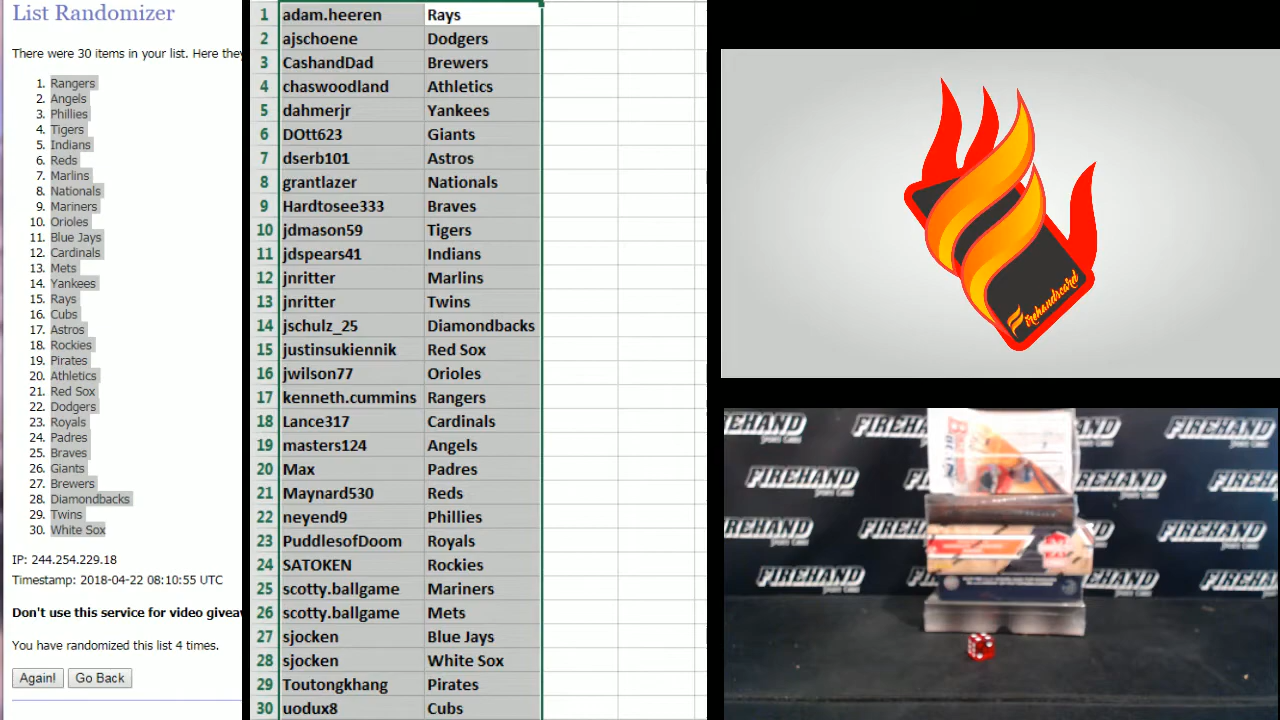 List Randomizer
There were 30 items in your list. Here they
1. Rangers
2. Angels
3. Phillies
4. Tigers
5. Indians
6. Reds
7. Marlins
8. Nationals
9. Mariners
10. Orioles
11. Blue Jays
12. Cardinals
13. Mets
14. Yankees
15. Rays
16. Cubs
17. Astros
18. Rockies
19. Pirates
20. Athletics
21. Red Sox
22. Dodgers
23. Royals
24. Padres
25. Braves
26. Giants
27. Brewers
28. Diamondbacks
29. Twins
30. White Sox
IP: 244.254.229.18
Timestamp: 2018-04-22 08:10:55 UTC
Don't use this service for video giveaw
You have randomized this list 4 times.
Again! Go Back
1 adam.heeren Rays
2 ajschoene Dodgers
3 CashandDad Brewers
4 chaswoodland Athletics
5 dahmerjr Yankees
6 DOtt623 Giants
7 dserb101 Astros
8 grantlazer Nationals
9 Hardtosee333 Braves
10 jdmason59 Tigers
11 jdspears41 Indians
12 jnritter Marlins
13 jnritter Twins
14 jschulz_25 Diamondbacks
15 justinsukiennik Red Sox
16 jwilson77 Orioles
17 kenneth.cummins Rangers
18 Lance317 Cardinals
19 masters124 Angels
20 Max Padres
21 Maynard530 Reds
22 neyend9 Phillies
23 PuddlesofDoom Royals
24 SATOKEN Rockies
25 scotty.ballgame Mariners
26 scotty.ballgame Mets
27 sjocken Blue Jays
28 sjocken White Sox
29 Toutongkhang Pirates
30 uodux8 Cubs
Firehandscard
FIREHAND
SPORTS CARDS